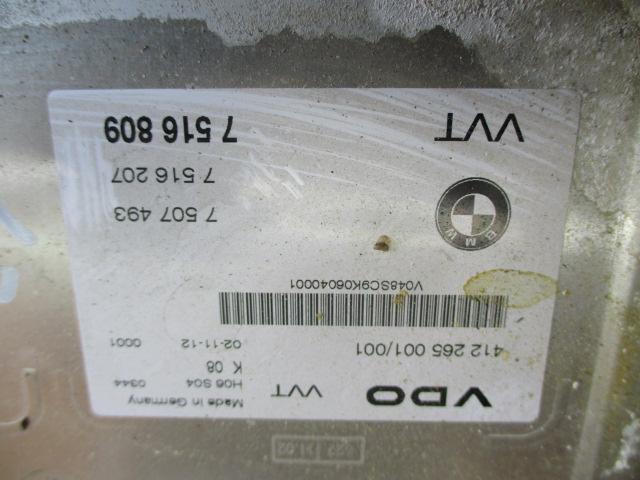 VDO VVT Made in Germany
H06 S04 0344
K 08
412 265 001/001 02-11-12 0001
V048SC9K06040001
BMW
7 507 493
7 516 207
VVT 7 516 809